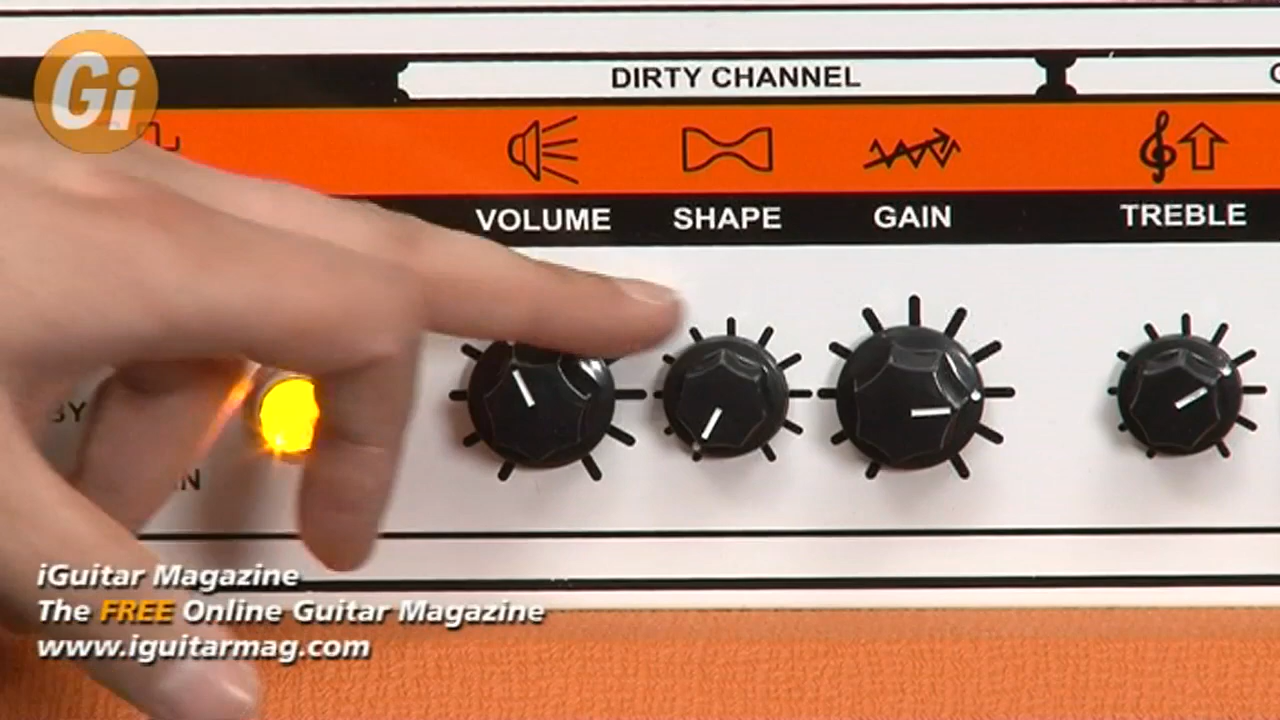 Gi
DIRTY CHANNEL
VOLUME
SHAPE
GAIN
TREBLE
iGuitar Magazine
The FREE Online Guitar Magazine
www.iguitarmag.com